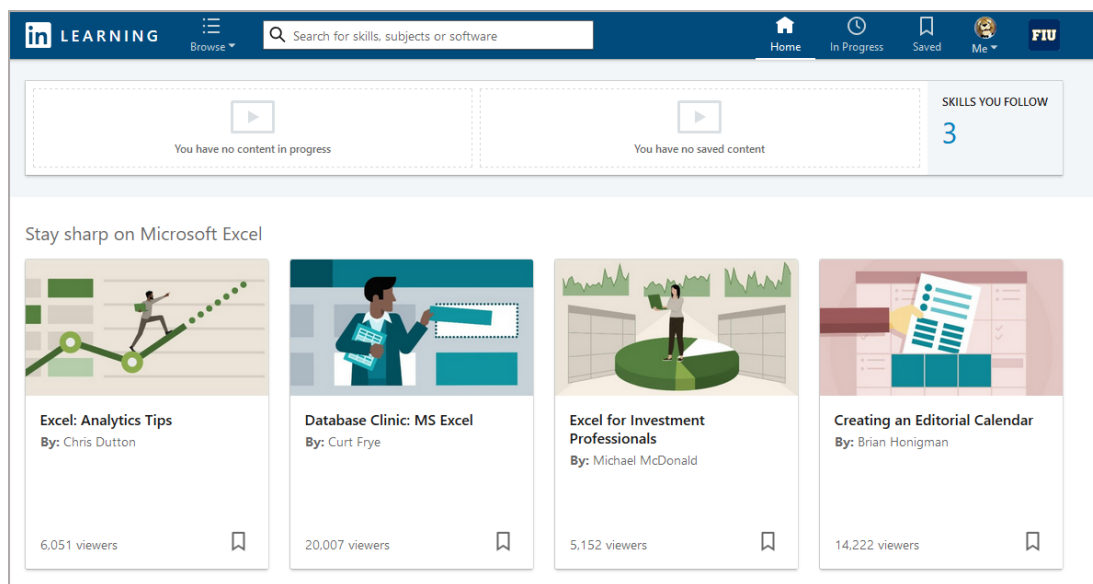 in LEARNING
Browse
Search for skills, subjects or software
Home
In Progress
Saved
Me
FIU
You have no content in progress
You have no saved content
SKILLS YOU FOLLOW
3
Stay sharp on Microsoft Excel
Excel: Analytics Tips
By: Chris Dutton
6,051 viewers
Database Clinic: MS Excel
By: Curt Frye
20,007 viewers
Excel for Investment
Professionals
By: Michael McDonald
5,152 viewers
Creating an Editorial Calendar
By: Brian Honigman
14,222 viewers